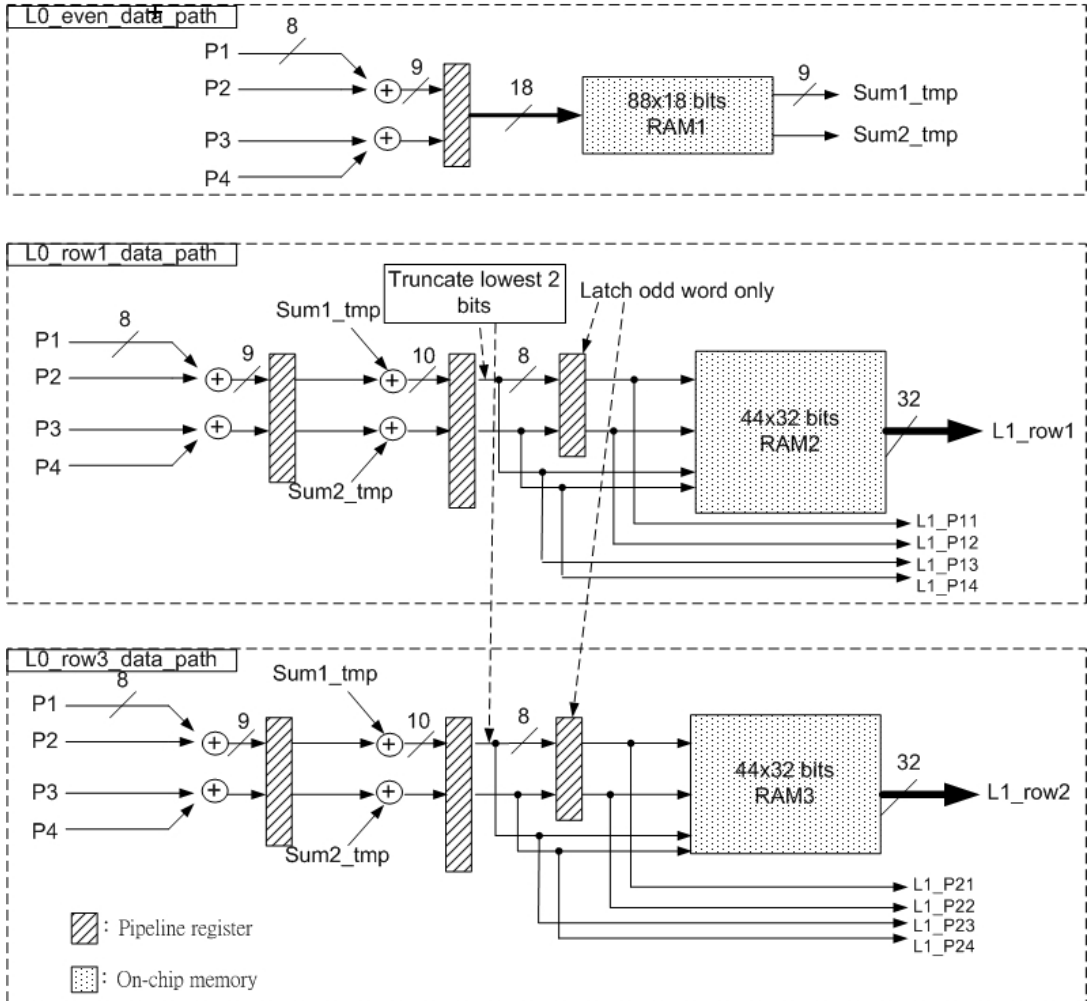 L0_even_data_path
P1
8
P2
9
P3
P4
18
88x18 bits
RAM1
9
Sum1_tmp
Sum2_tmp
L0_row1_data_path
Truncate lowest 2
bits
Latch odd word only
Sum1_tmp
P1
8
P2
9
P3
P4
10
8
Sum2_tmp
44x32 bits
RAM2
32
L1_row1
L1_P11
L1_P12
L1_P13
L1_P14
L0_row3_data_path
Sum1_tmp
P1
8
P2
9
P3
P4
10
8
Sum2_tmp
44x32 bits
RAM3
32
L1_row2
L1_P21
L1_P22
L1_P23
L1_P24
: Pipeline register
: On-chip memory